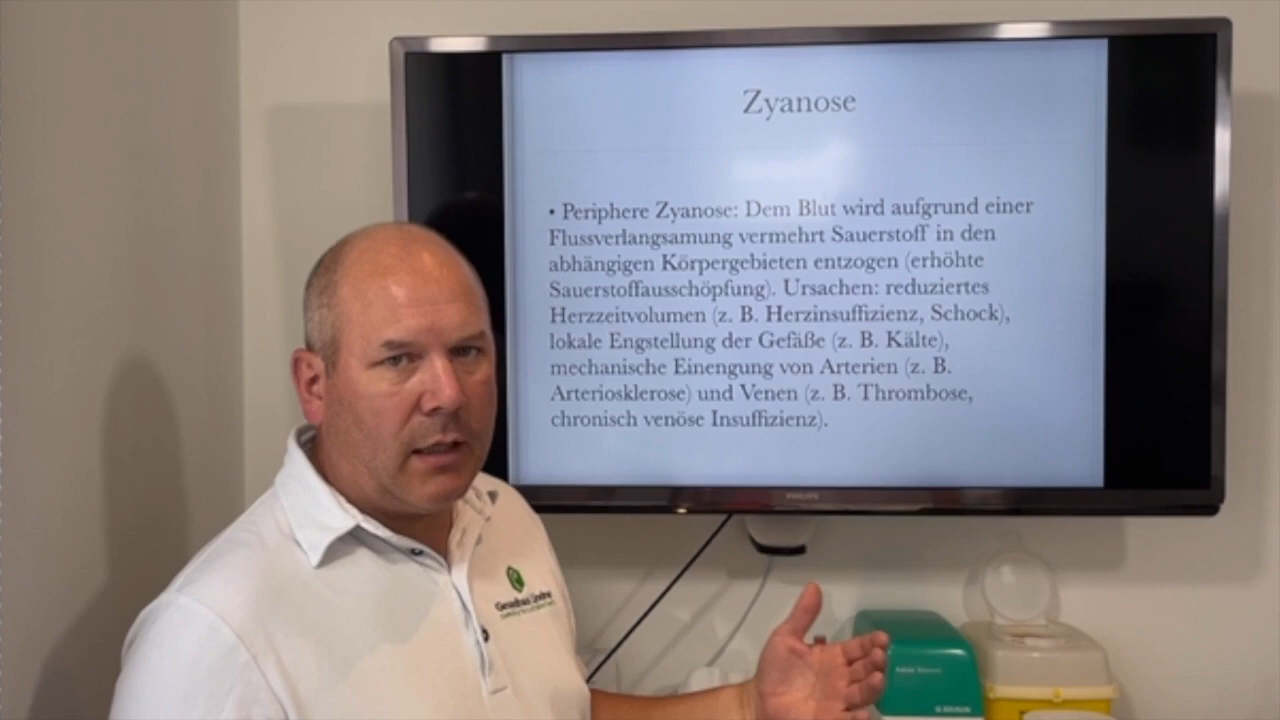 Zyanose
• Periphere Zyanose: Dem Blut wird aufgrund einer
Flussverlangsamung vermehrt Sauerstoff in den
abhängigen Körpergebieten entzogen (erhöhte
Sauerstoffausschöpfung). Ursachen: reduziertes
Herzzeitvolumen (z. B. Herzinsuffizienz, Schock),
lokale Engstellung der Gefäße (z. B. Kälte),
mechanische Einengung von Arterien (z. B.
Arteriosklerose) und Venen (z. B. Thrombose,
chronisch venöse Insuffizienz).
PHILIPS
B BRAUN